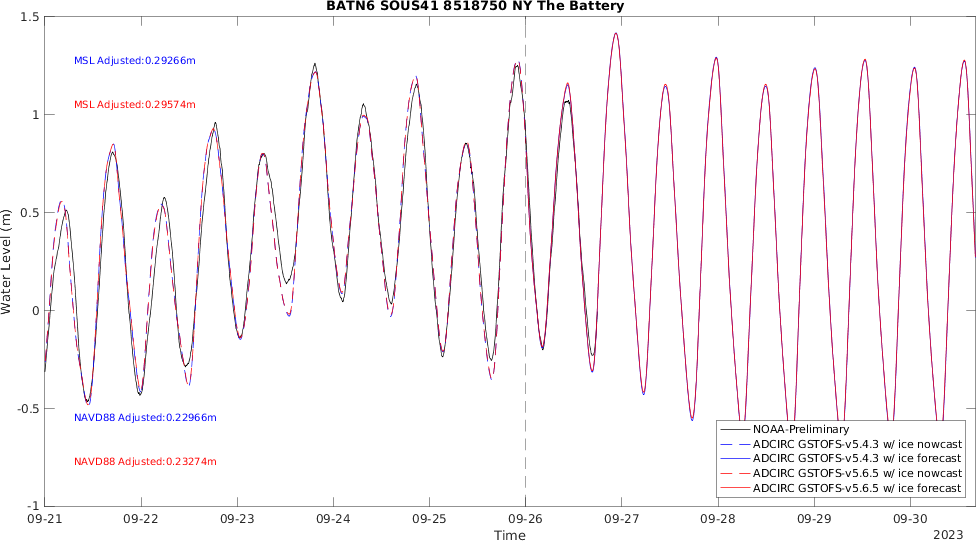 BATN6 SOUS41 8518750 NY The Battery
1.5
MSL Adjusted:0.29266m
MSL Adjusted:0.29574m
1
0.5
Water Level (m)
0
-0.5
NAVD88 Adjusted:0.22966m
NAVD88 Adjusted:0.23274m
NOAA-Preliminary
ADCIRC GSTOFS-v5.4.3 w/ ice nowcast
ADCIRC GSTOFS-v5.4.3 w/ ice forecast
ADCIRC GSTOFS-v5.6.5 w/ ice nowcast
ADCIRC GSTOFS-v5.6.5 w/ ice forecast
-1
09-21 09-22 09-23 09-24 09-25 09-26 09-27 09-28 09-29 09-30
Time
2023